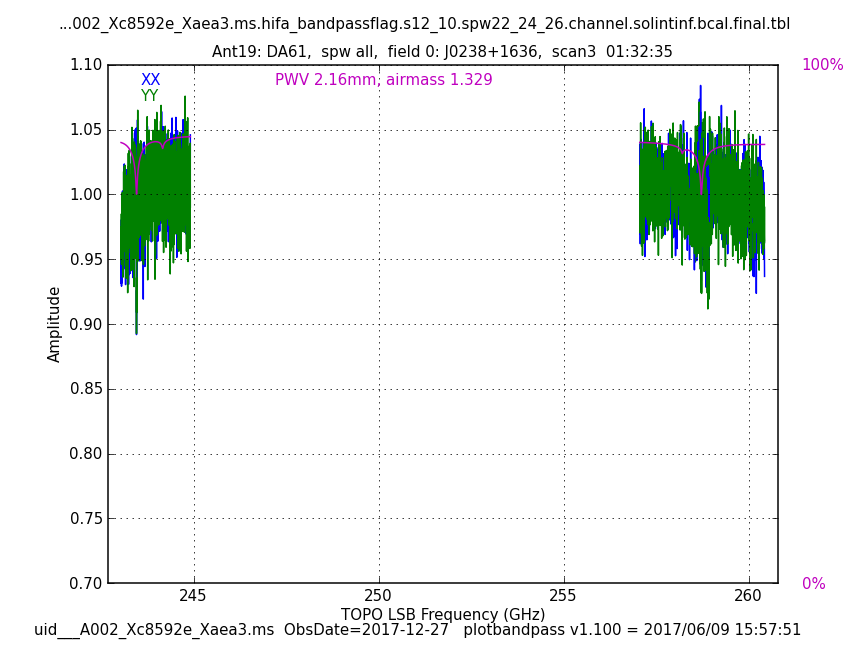 ...002_Xc8592e_Xaea3.ms.hifa_bandpassflag.s12_10.spw22_24_26.channel.solintinf.bcal.final.tbl
Ant19: DA61,  spw all,  field 0: J0238+1636,  scan3  01:32:35
1.10
100%
XX
PWV 2.16mm, airmass 1.329
YY
1.05
1.00
0.95
0.90
0.85
0.80
0.75
0.70
0%
Amplitude
245
250
255
260
TOPO LSB Frequency (GHz)
uid___A002_Xc8592e_Xaea3.ms  ObsDate=2017-12-27   plotbandpass v1.100 = 2017/06/09 15:57:51